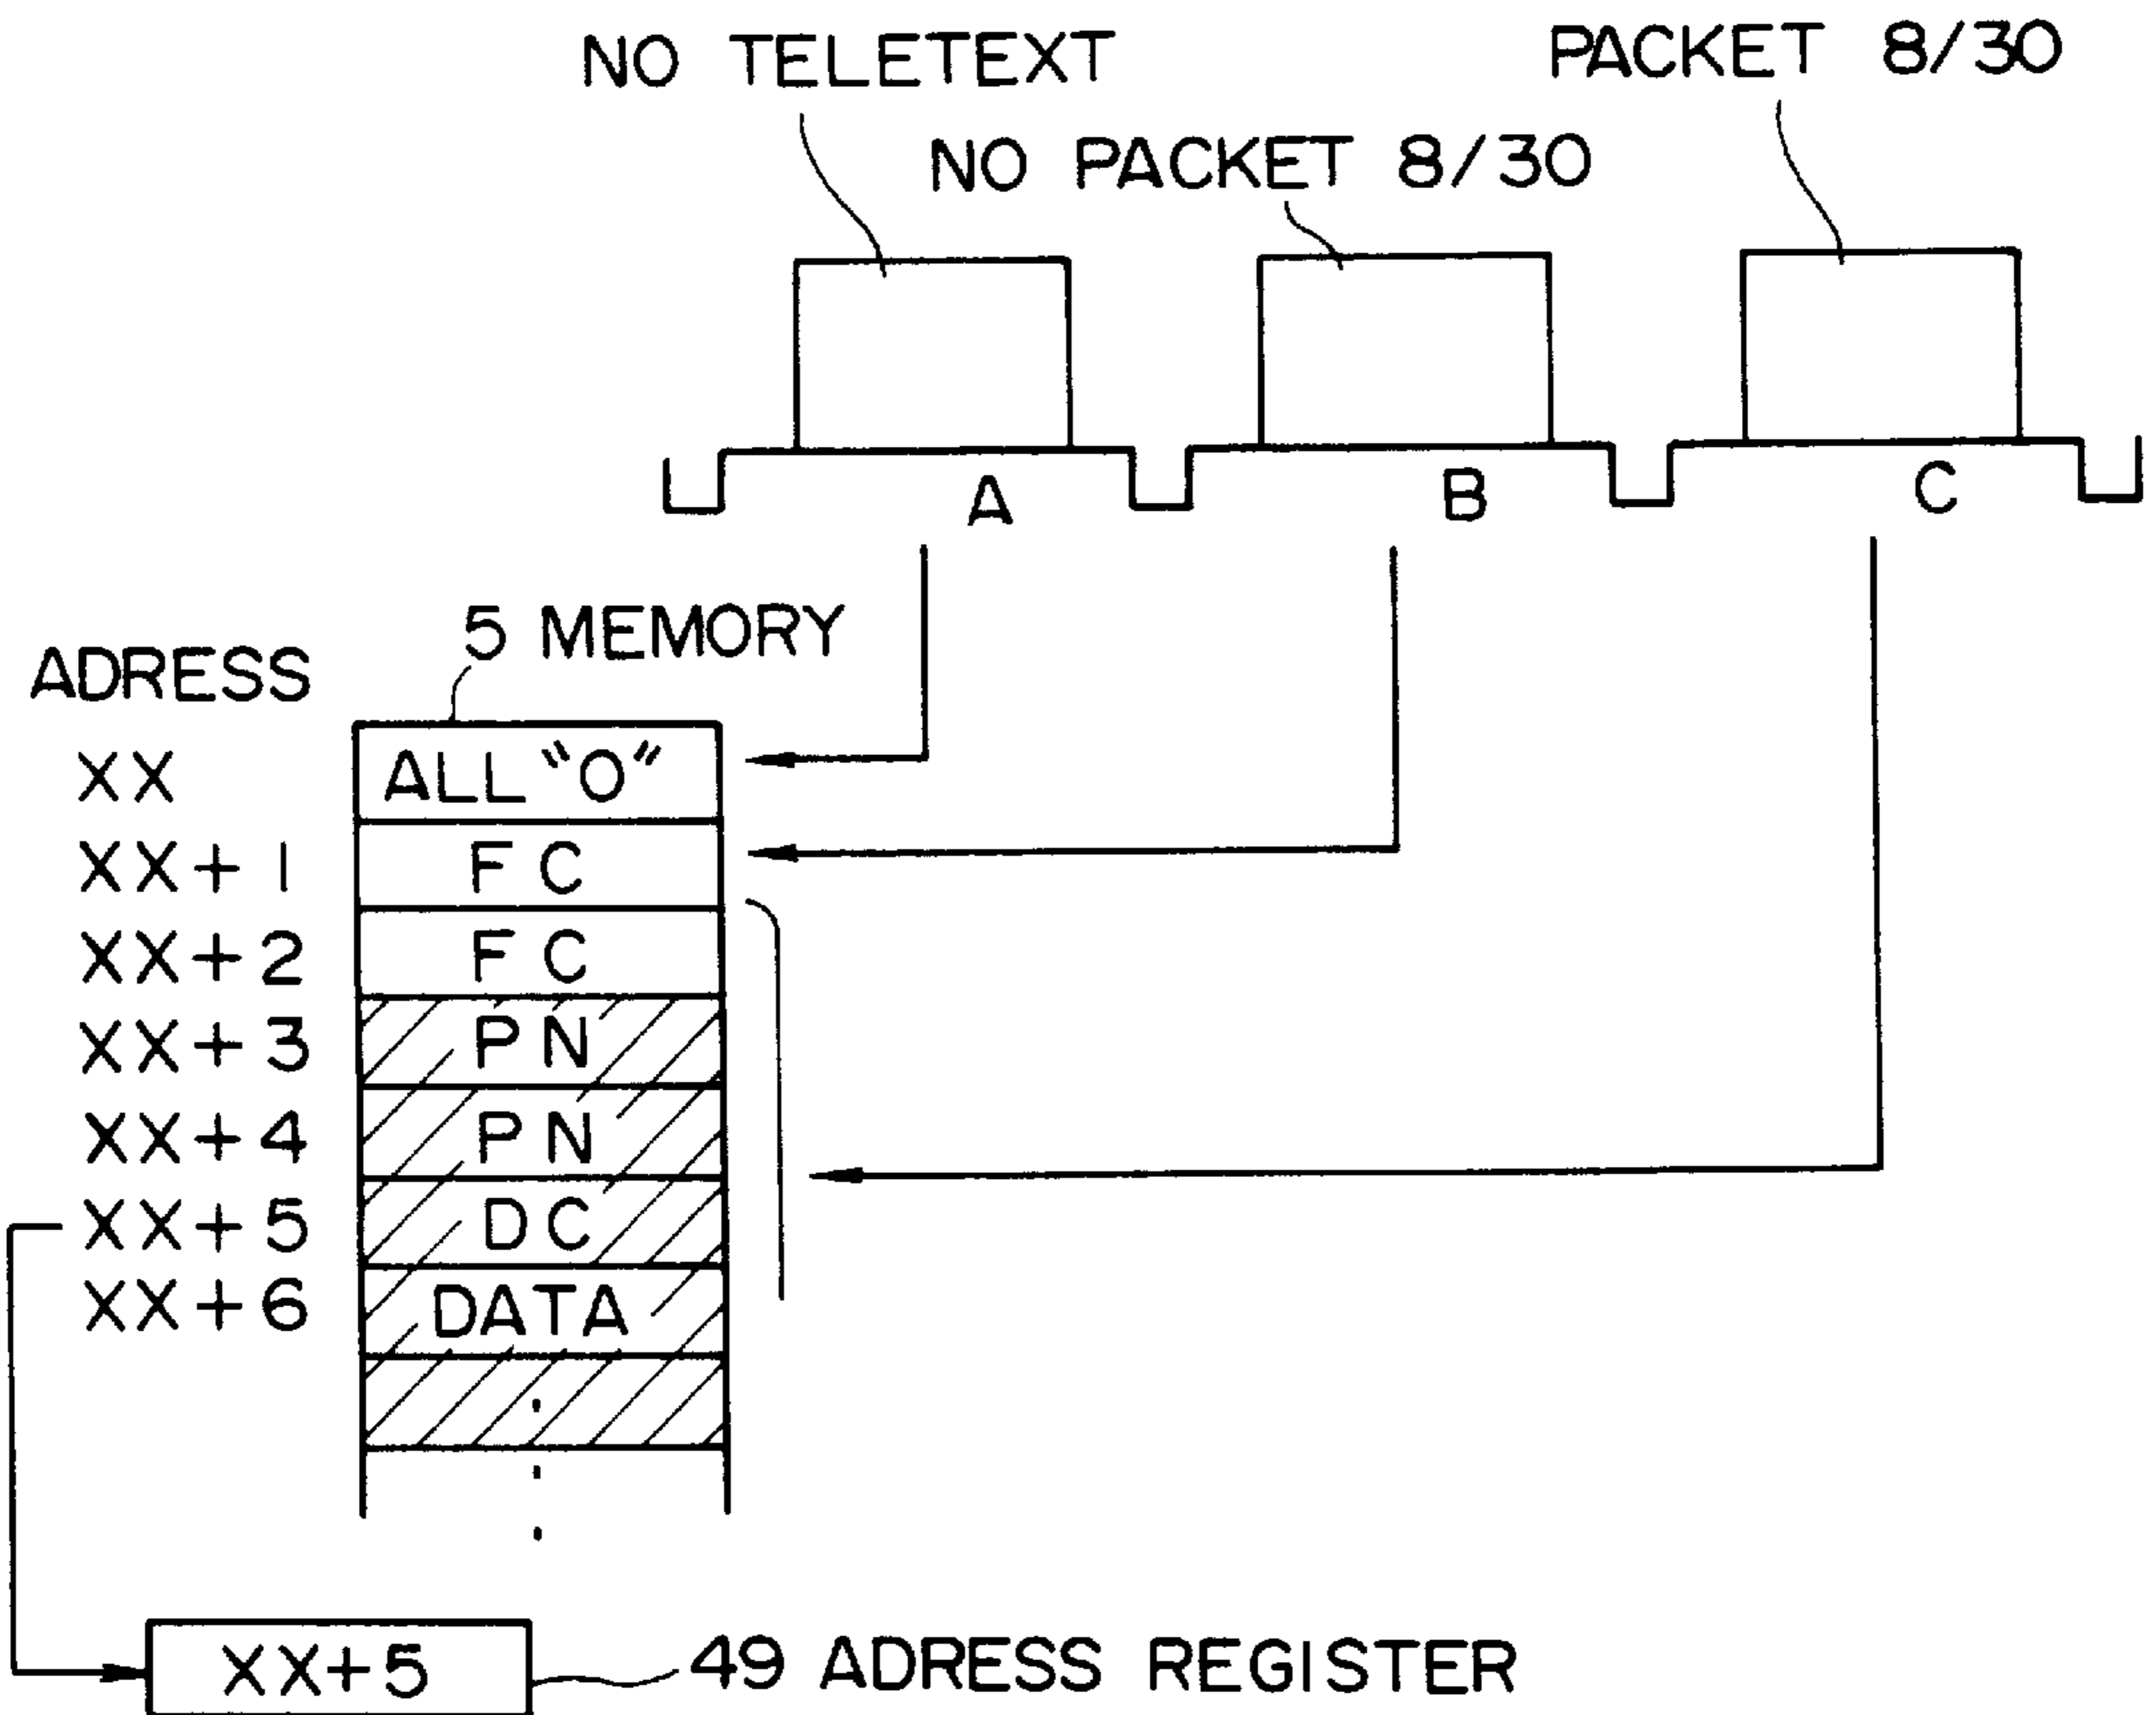 NO TELETEXT
PACKET 8/30
NO PACKET 8/30
A
B
C
5 MEMORY
ADRESS
XX
ALL "0"
XX+1
FC
XX+2
FC
XX+3
PN
XX+4
PN
XX+5
DC
XX+6
DATA
XX+5
49 ADRESS REGISTER